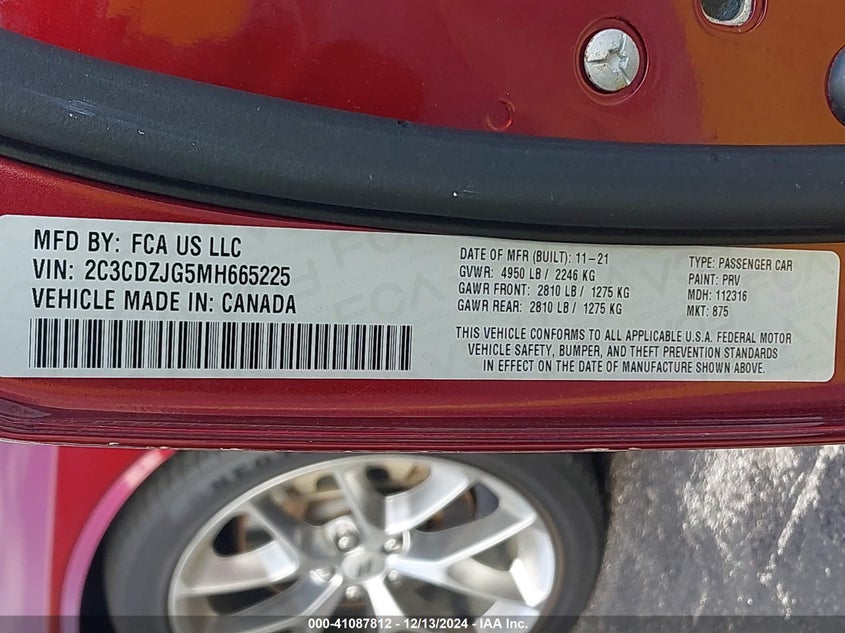 MFD BY: FCA US LLC
VIN: 2C3CDZJG5MH665225
VEHICLE MADE IN: CANADA
DATE OF MFR (BUILT): 11-21
GVWR: 4950 LB / 2246 KG
GAWR FRONT: 2810 LB / 1275 KG
GAWR REAR: 2810 LB / 1275 KG
TYPE: PASSENGER CAR
PAINT: PRV
MDH: 112316
MKT: 875
THIS VEHICLE CONFORMS TO ALL APPLICABLE U.S.A. FEDERAL MOTOR
VEHICLE SAFETY, BUMPER, AND THEFT PREVENTION STANDARDS
IN EFFECT ON THE DATE OF MANUFACTURE SHOWN ABOVE.
000-41087812 - 12/13/2024 - IAA Inc.